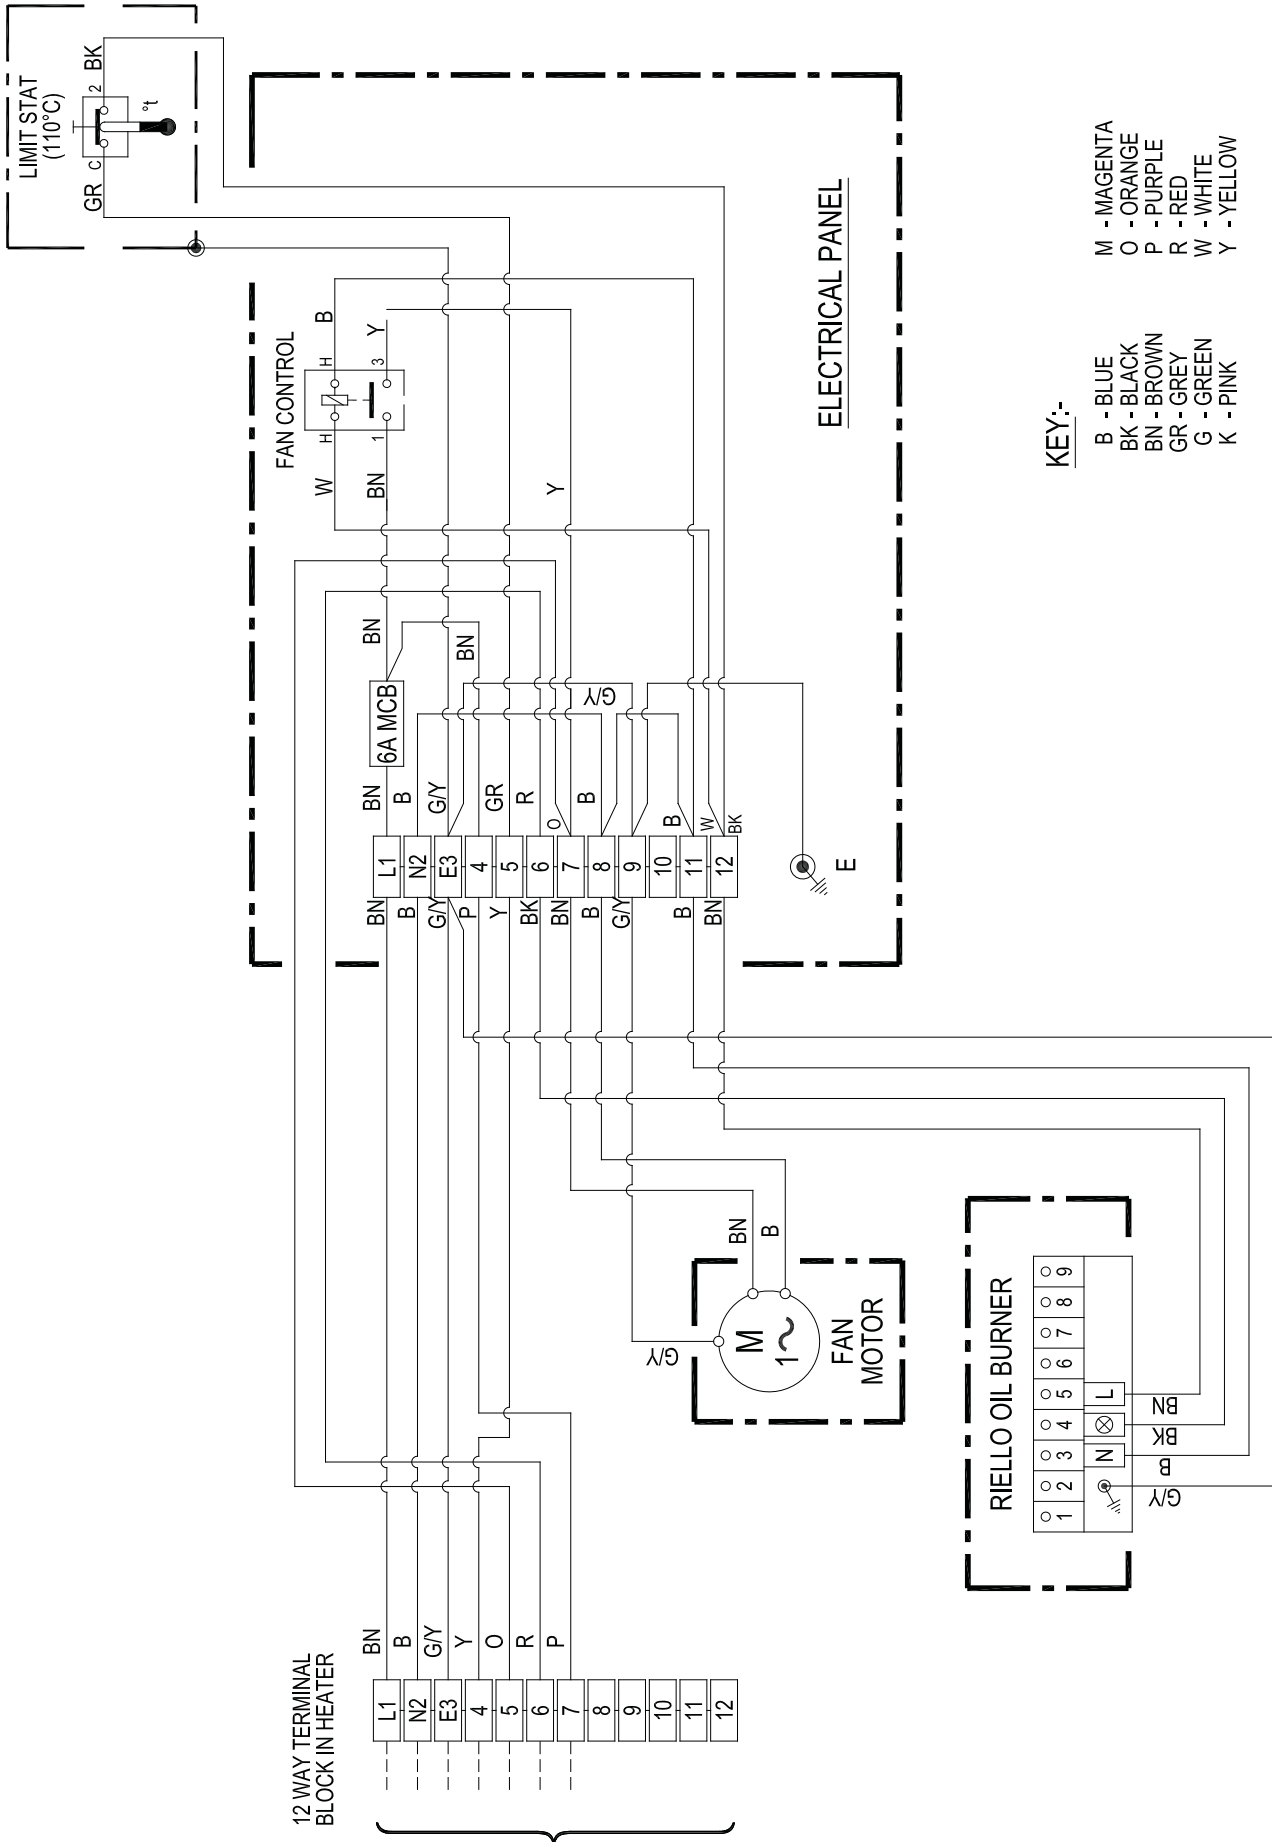 LIMIT STAT
(110°C)
GR
C
2
BK
°t
FAN CONTROL
W
H
H
B
BN
1
3
Y
Y
ELECTRICAL PANEL
BN
BN
6A MCB
G/Y
BN
B
G/Y
GR
R
O
B
B
W
BK
L1
N2
E3
4
5
6
7
8
9
10
11
12
E
BN
B
G/Y
P
Y
BK
BN
B
G/Y
B
BN
12 WAY TERMINAL
BLOCK IN HEATER
L1
N2
E3
4
5
6
7
8
9
10
11
12
BN
B
G/Y
Y
O
R
P
G/Y
BN
B
M
1
FAN
MOTOR
RIELLO OIL BURNER
1
2
3
4
5
6
7
8
9
N
L
G/Y
B
BK
BN
KEY:-
B - BLUE
BK - BLACK
BN - BROWN
GR - GREY
G - GREEN
K - PINK
M - MAGENTA
O - ORANGE
P - PURPLE
R - RED
W - WHITE
Y - YELLOW